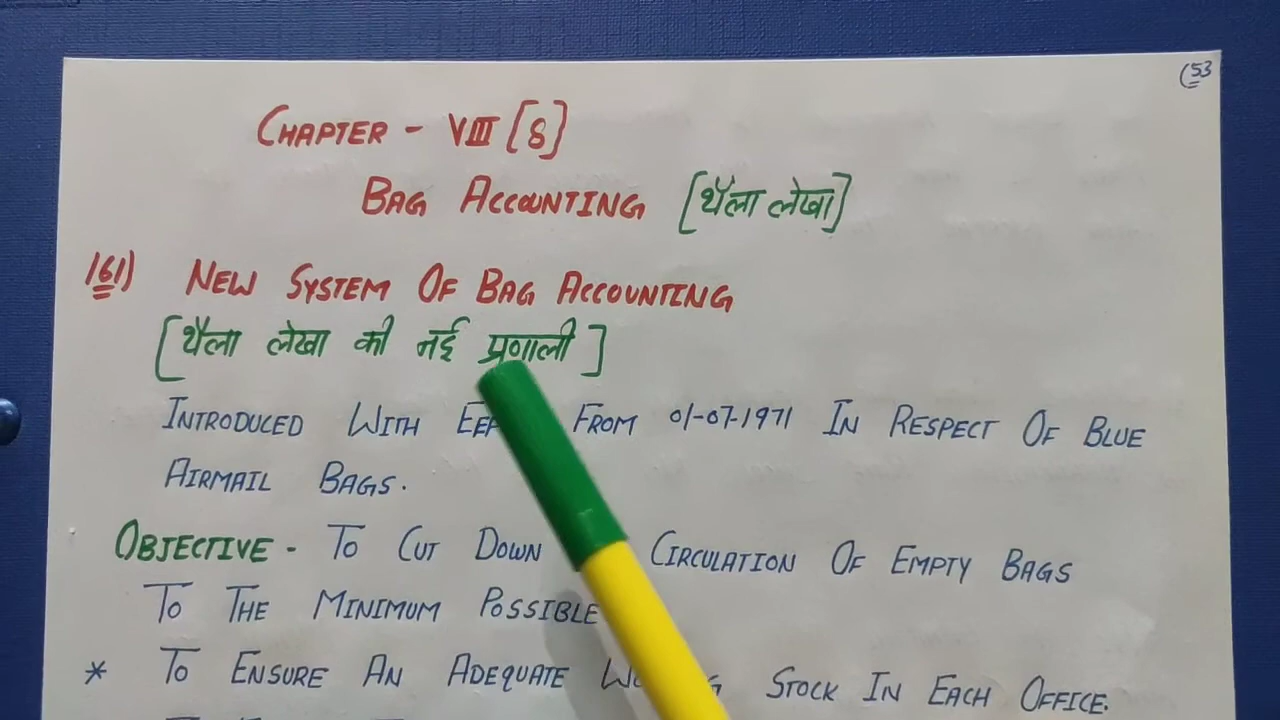 (53
CHAPTER - VIII [8]
BAG ACCOUNTING [थैला लेखा]
161) NEW SYSTEM OF BAG ACCOUNTING
[थैला लेखा की नई प्रणाली]
INTRODUCED WITH FROM 01-07-1971 IN RESPECT OF BLUE
AIRMAIL BAGS.
OBJECTIVE - TO CUT DOWN CIRCULATION OF EMPTY BAGS
TO THE MINIMUM POSSIBLE
* TO ENSURE AN ADEQUATE STOCK IN EACH OFFICE.